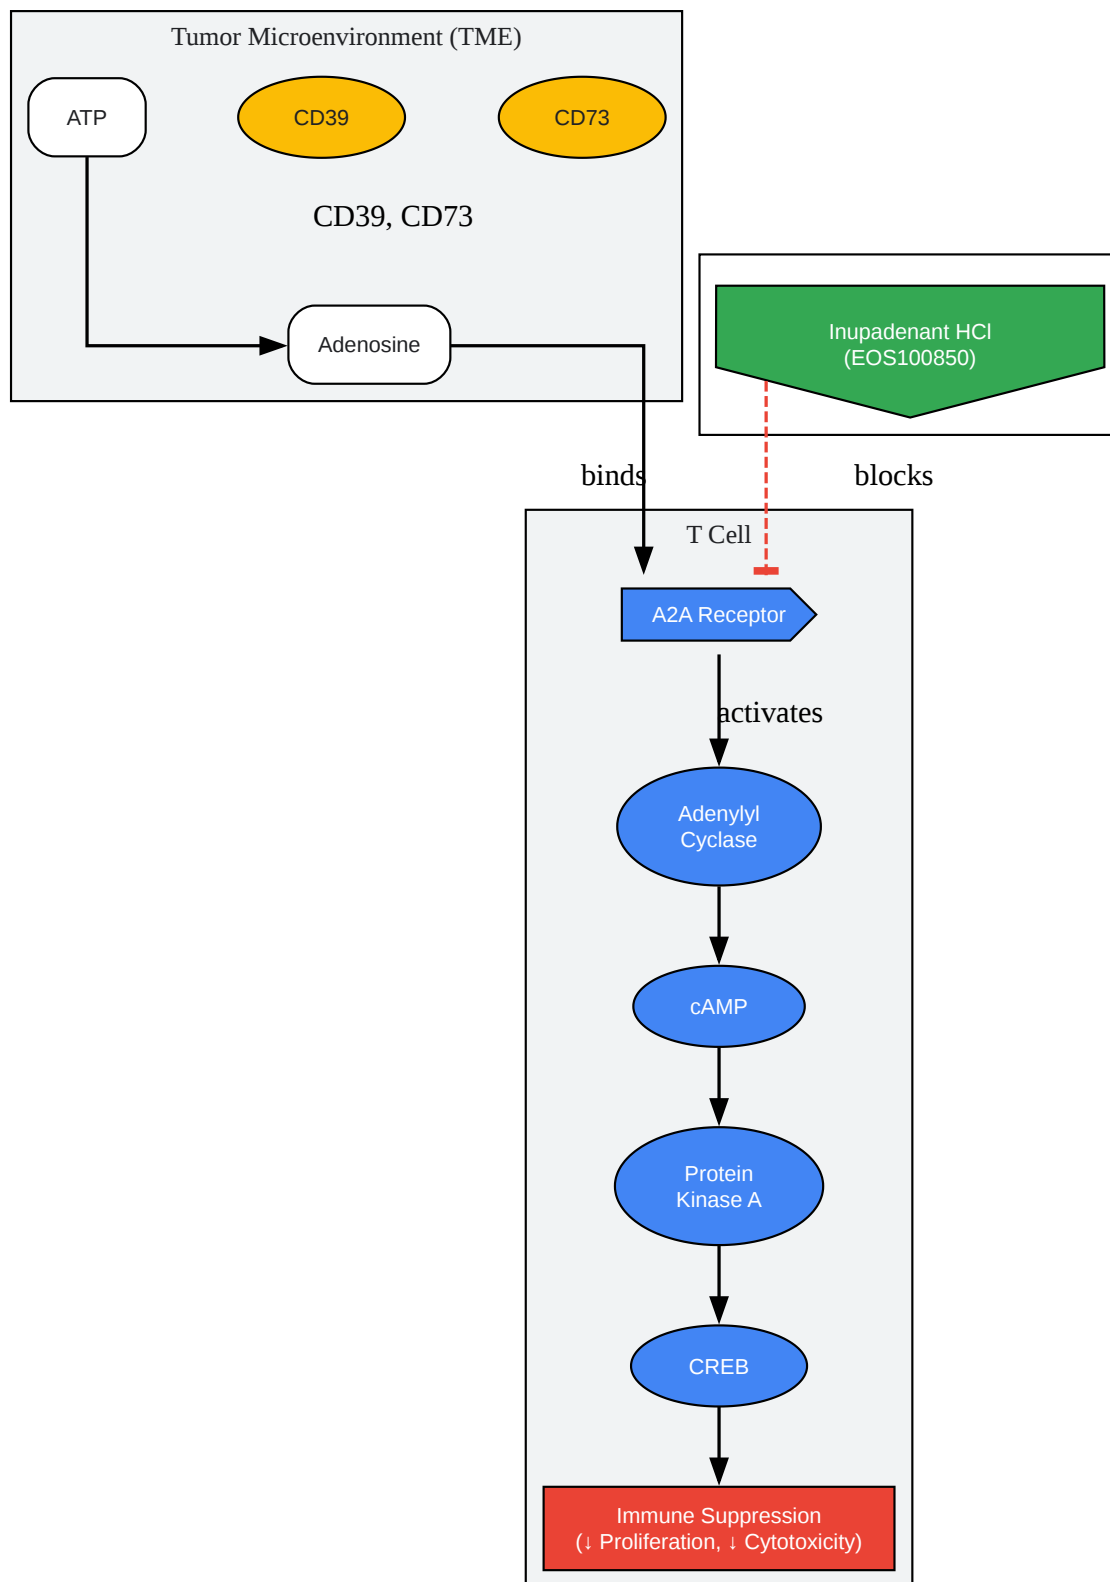 Tumor Microenvironment (TME)
ATP
CD39
CD73
CD39, CD73
Adenosine
Inupadenant HCl
(EOS100850)
binds
blocks
T Cell
A2A Receptor
activates
Adenylyl
Cyclase
cAMP
Protein
Kinase A
CREB
Immune Suppression
(↓ Proliferation, ↓ Cytotoxicity)